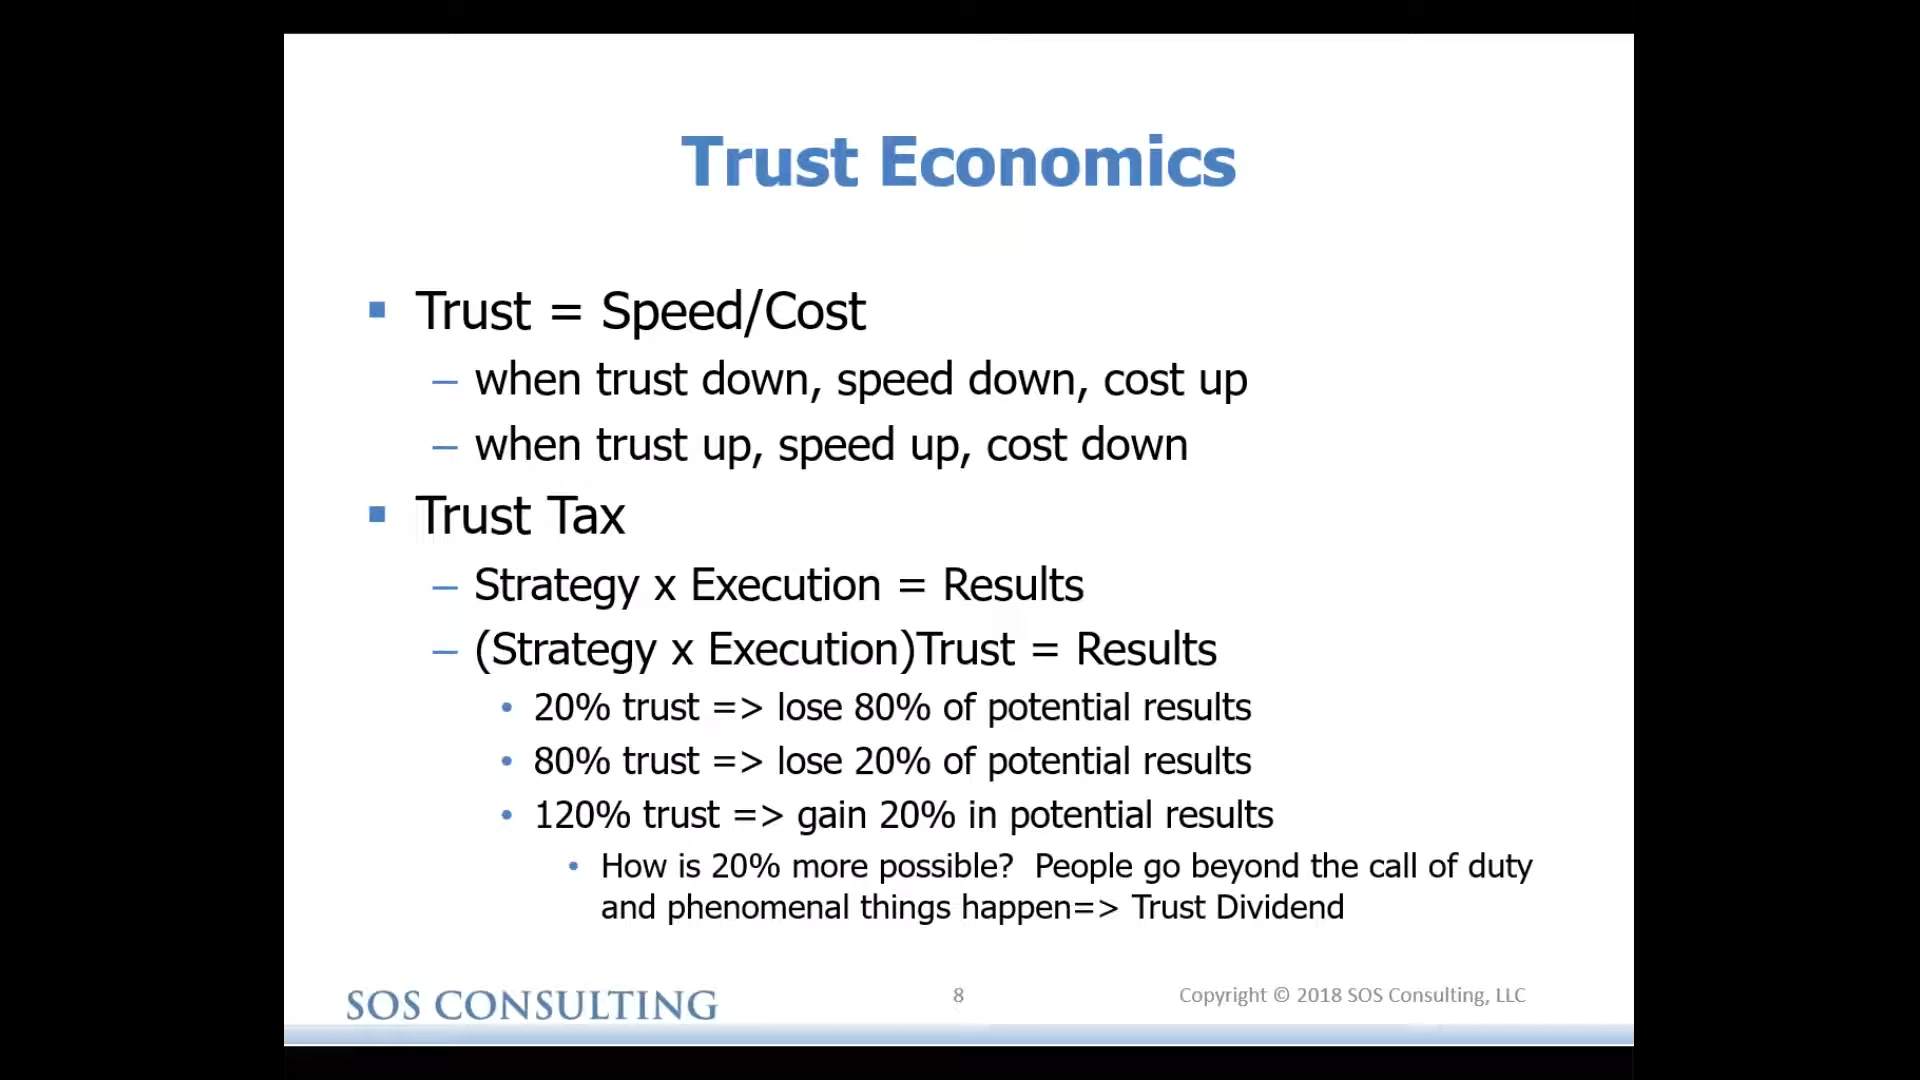 Trust Economics
▪ Trust = Speed/Cost
– when trust down, speed down, cost up
– when trust up, speed up, cost down
▪ Trust Tax
– Strategy x Execution = Results
– (Strategy x Execution)Trust = Results
• 20% trust => lose 80% of potential results
• 80% trust => lose 20% of potential results
• 120% trust => gain 20% in potential results
• How is 20% more possible?  People go beyond the call of duty
and phenomenal things happen=> Trust Dividend
SOS CONSULTING
8
Copyright © 2018 SOS Consulting, LLC